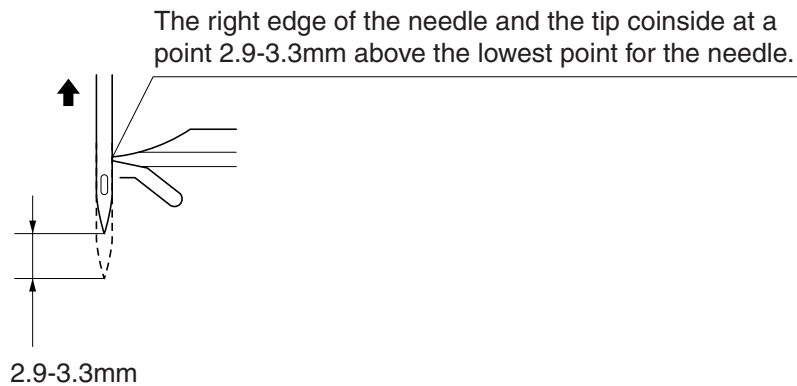 The right edge of the needle and the tip coinside at a
point 2.9-3.3mm above the lowest point for the needle.
2.9-3.3mm